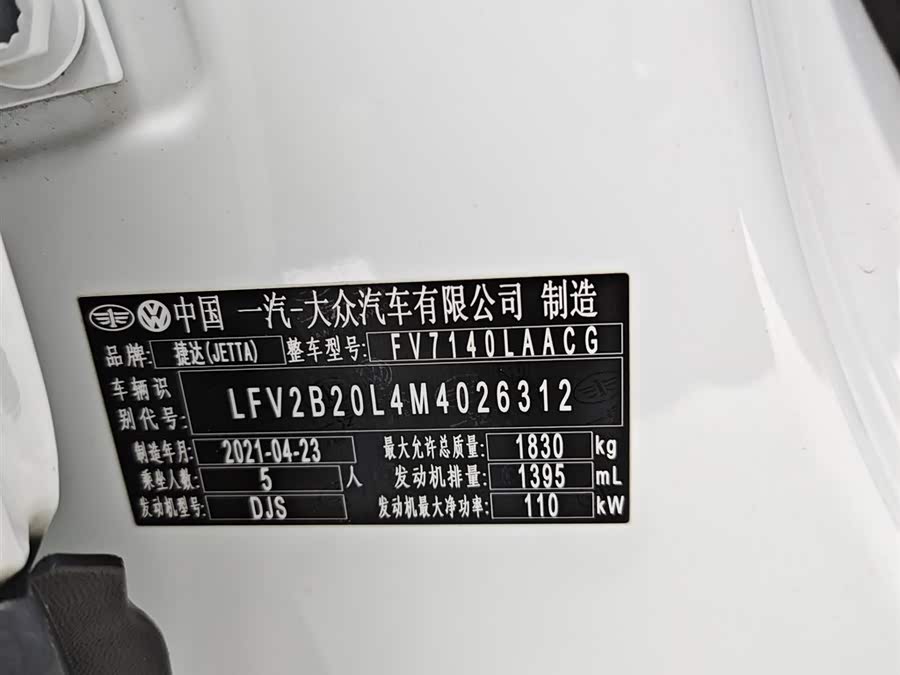 中国 一汽-大众汽车有限公司 制造
品牌: 捷达(JETTA) 整车型号: FV7140LAACG
车辆识别代号: LFV2B20L4M4026312
制造年月: 2021-04-23 最大允许总质量: 1830 kg
乘坐人数: 5 人 发动机排量: 1395 mL
发动机型号: DJS 发动机最大净功率: 110 kW